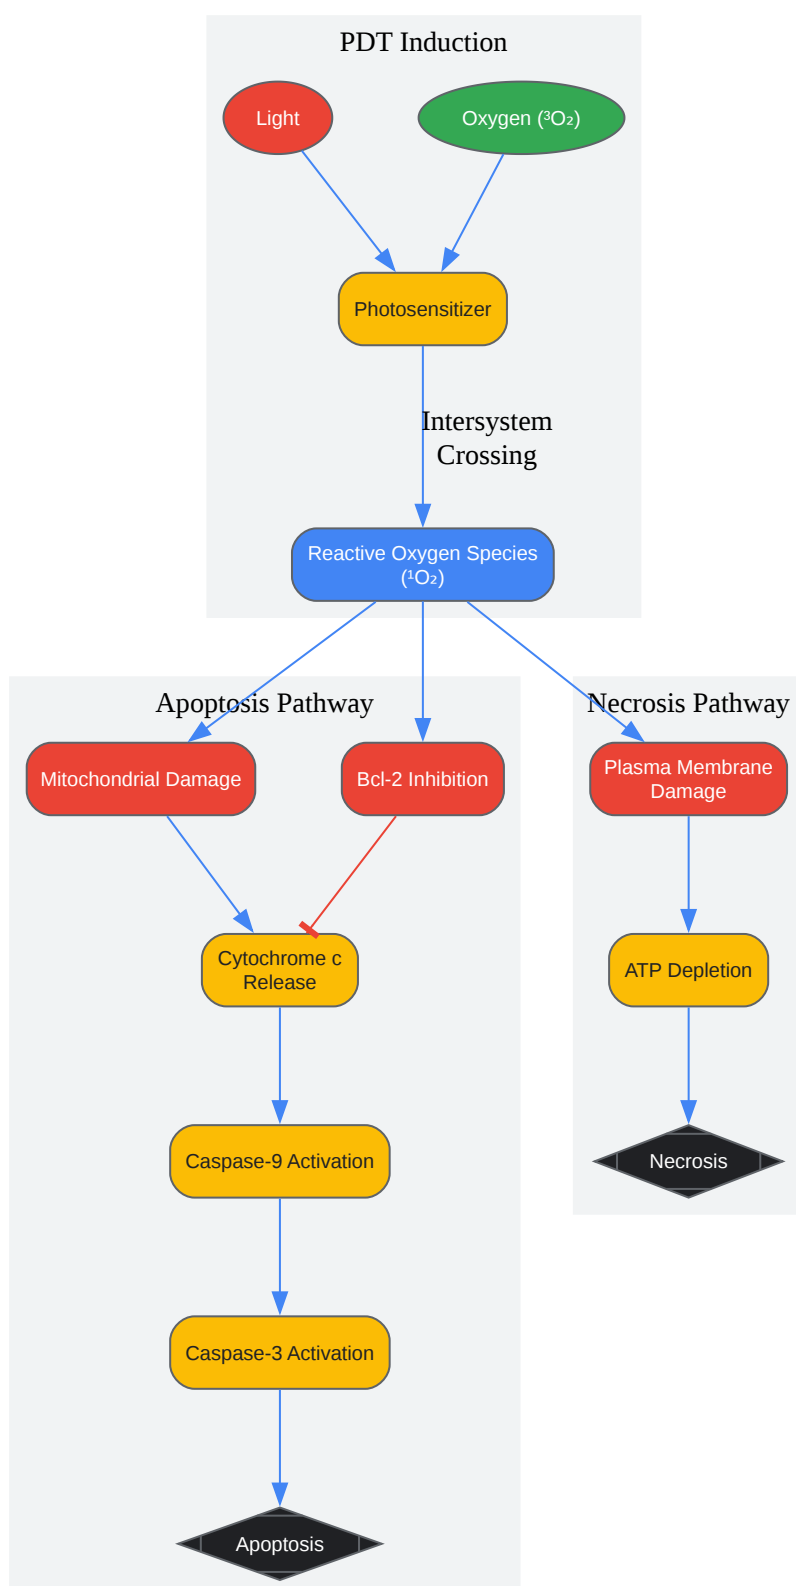 PDT Induction
Light
Oxygen (³O₂)
Photosensitizer
Intersystem
Crossing
Reactive Oxygen Species
(¹O₂)
Apoptosis Pathway
Necrosis Pathway
Mitochondrial Damage
Bcl-2 Inhibition
Plasma Membrane
Damage
Cytochrome c
Release
ATP Depletion
Caspase-9 Activation
Necrosis
Caspase-3 Activation
Apoptosis